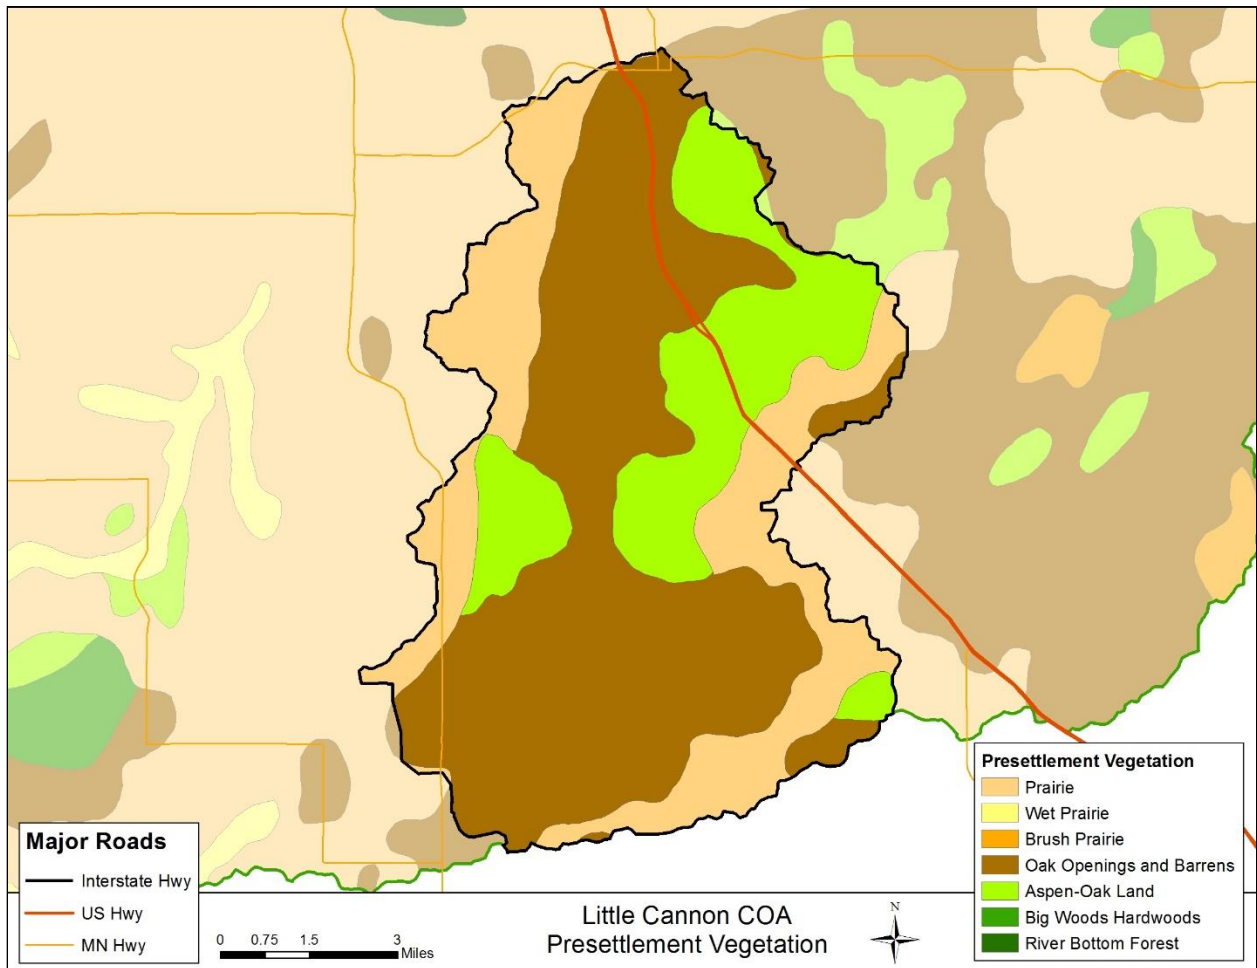 Presettlement Vegetation
Prairie
Wet Prairie
Brush Prairie
Oak Openings and Barrens
Aspen-Oak Land
Big Woods Hardwoods
River Bottom Forest
Major Roads
Interstate Hwy
US Hwy
MN Hwy
0 0.75 1.5 3
Miles
Little Cannon COA
Presettlement Vegetation
N